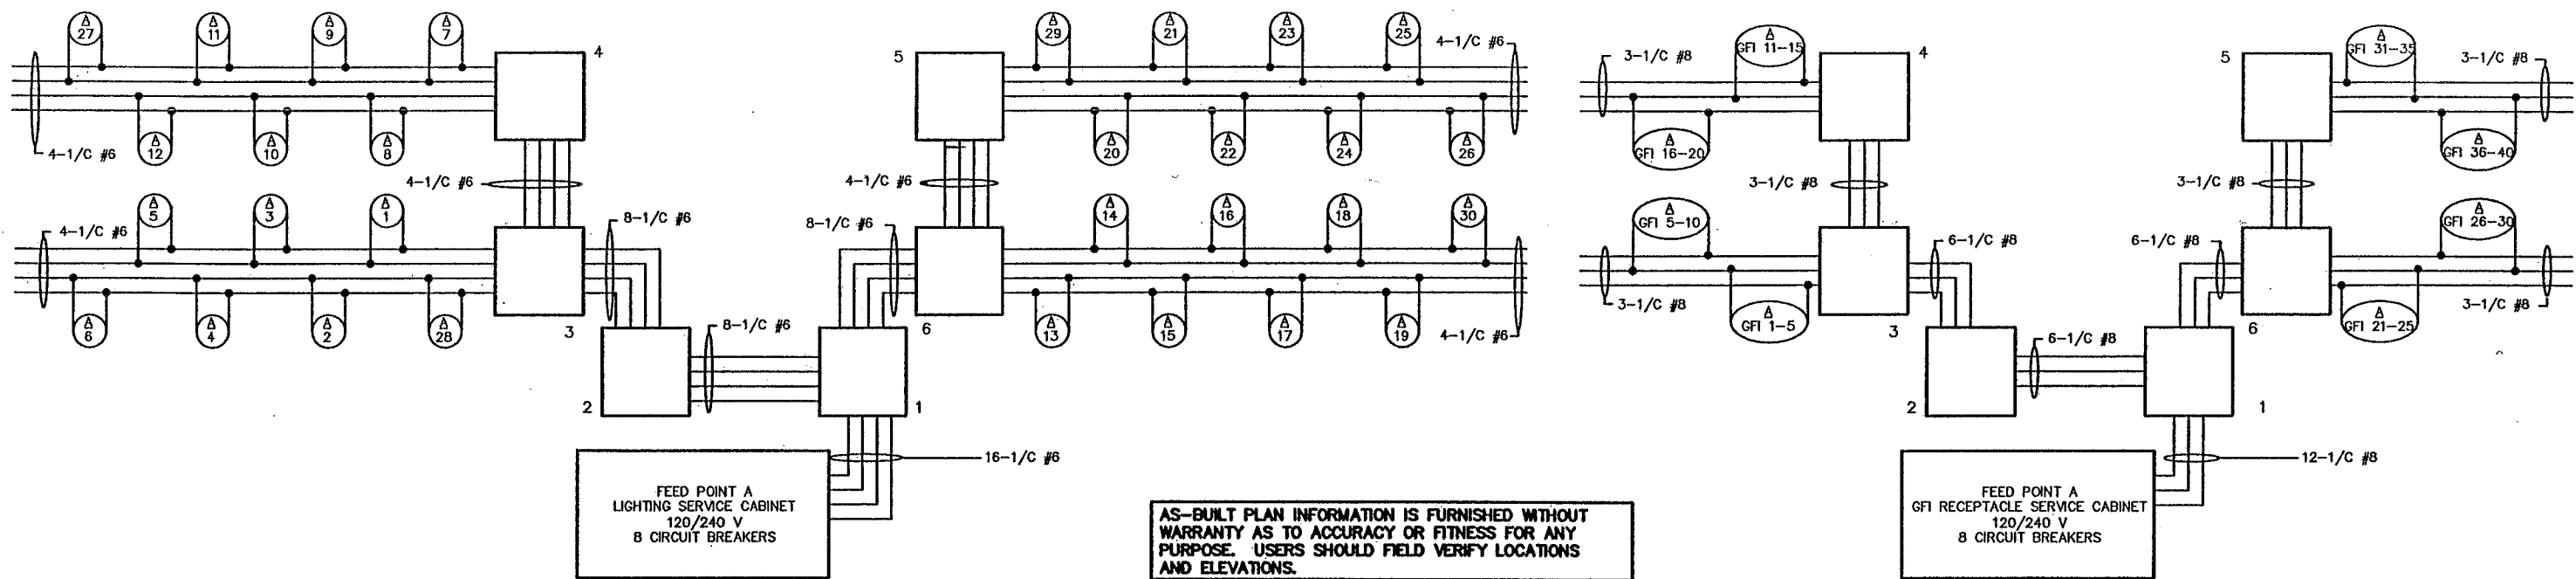 A
27
A
11
A
9
A
7
4
4-1/C #6
A
12
A
10
A
8
4-1/C #6
A
5
A
3
A
1
4-1/C #6
8-1/C #6
A
6
A
4
A
2
A
28
3
8-1/C #6
2
1
16-1/C #6
FEED POINT A
LIGHTING SERVICE CABINET
120/240 V
8 CIRCUIT BREAKERS
5
A
29
A
21
A
23
A
25
4-1/C #6
A
20
A
22
A
24
A
26
4-1/C #6
8-1/C #6
A
14
A
16
A
18
A
30
6
A
13
A
15
A
17
A
19
4-1/C #6
AS-BUILT PLAN INFORMATION IS FURNISHED WITHOUT
WARRANTY AS TO ACCURACY OR FITNESS FOR ANY
PURPOSE. USERS SHOULD FIELD VERIFY LOCATIONS
AND ELEVATIONS.
3-1/C #8
A
GFI 11-15
4
A
GFI 16-20
3-1/C #8
A
GFI 5-10
6-1/C #8
3-1/C #8
A
GFI 1-5
3
6-1/C #8
2
1
12-1/C #8
FEED POINT A
GFI RECEPTACLE SERVICE CABINET
120/240 V
8 CIRCUIT BREAKERS
5
A
GFI 31-35
3-1/C #8
A
GFI 36-40
3-1/C #8
6-1/C #8
A
GFI 26-30
6
A
GFI 21-25
3-1/C #8